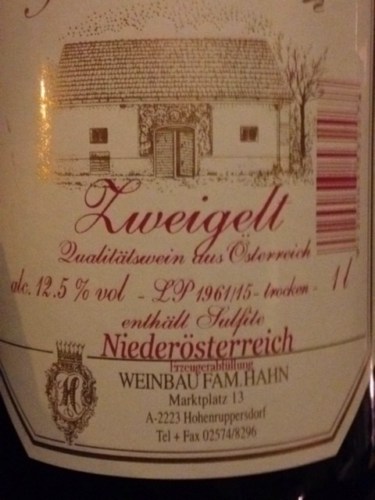 Zweigelt
Qualitätswein aus Österreich
alc. 12.5 % vol - LP 1961/15 - trocken - 1 l
enthält Sulfite
Niederösterreich
Erzeugerabfüllung
WEINBAU FAM. HAHN
Marktplatz 13
A-2223 Hohenruppersdorf
Tel + Fax 02574/8296
H